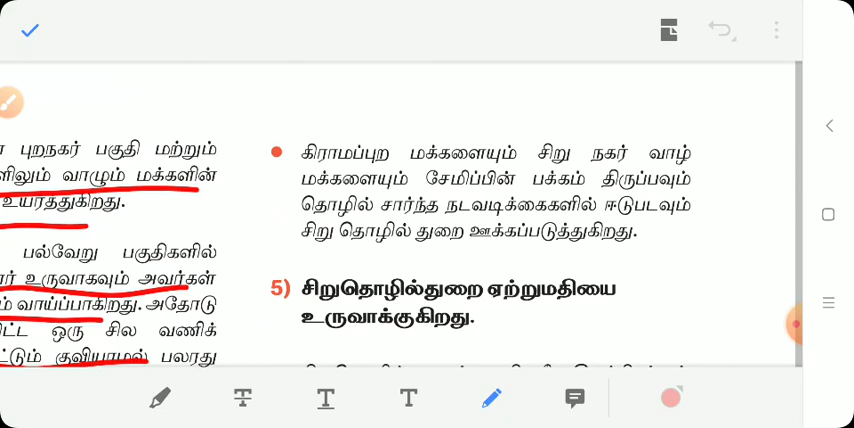 புறநகர் பகுதி மற்றும்
வாழும் மக்களின்
உயர்த்துகிறது.
பல்வேறு பகுதிகளில்
உருவாகவும் அவர்கள்
வாய்ப்பாகிறது. அதோடு
ஒரு சில வணிக்
குவியாமல் பலரது
கிராமப்புற மக்களையும் சிறு நகர் வாழ்
மக்களையும் சேமிப்பின் பக்கம் திருப்பவும்
தொழில் சார்ந்த நடவடிக்கைகளில் ஈடுபடவும்
சிறு தொழில் துறை ஊக்கப்படுத்துகிறது.
5) சிறுதொழில்துறை ஏற்றுமதியை
உருவாக்குகிறது.